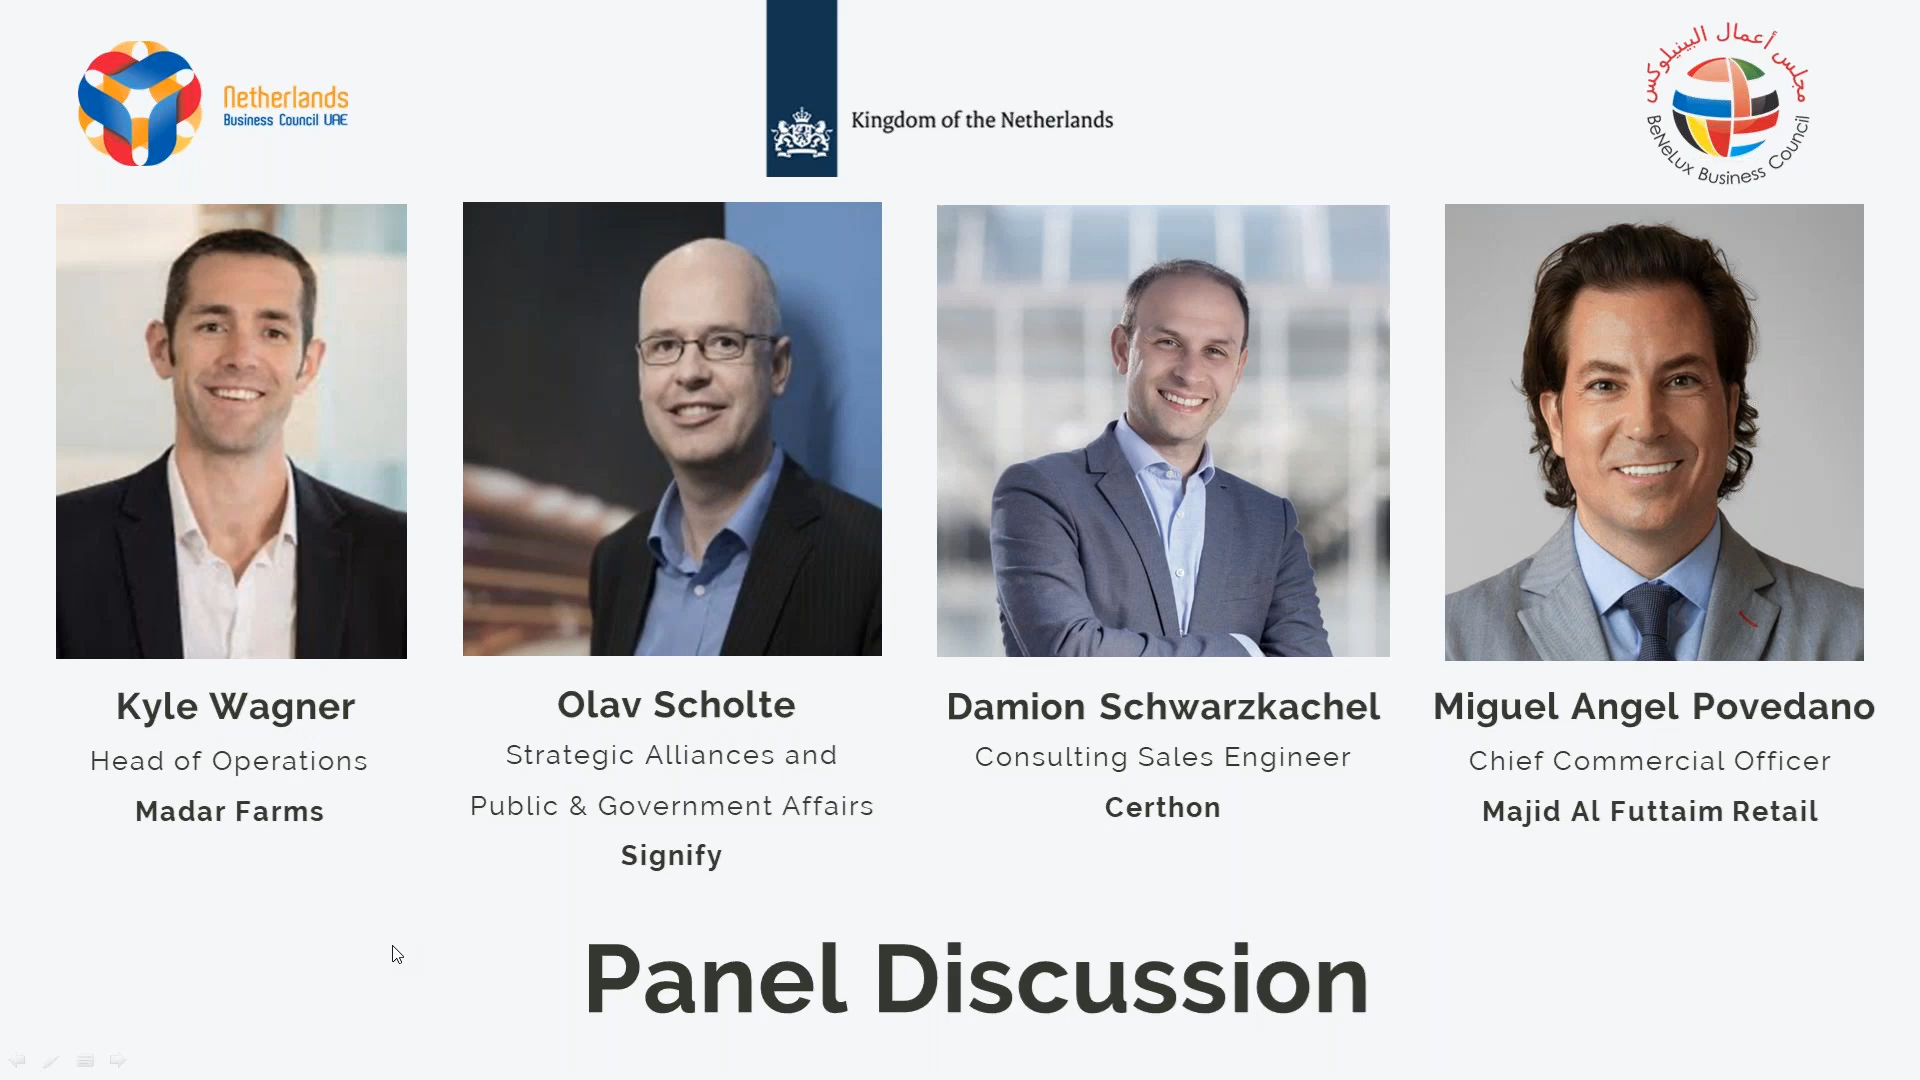 Netherlands
Business Council UAE
Kingdom of the Netherlands
مجلس أعمال البينيلوكس
BeNeLux Business Council
Kyle Wagner
Head of Operations
Madar Farms
Olav Scholte
Strategic Alliances and
Public & Government Affairs
Signify
Damion Schwarzkachel
Consulting Sales Engineer
Certhon
Miguel Angel Povedano
Chief Commercial Officer
Majid Al Futtaim Retail
Panel Discussion